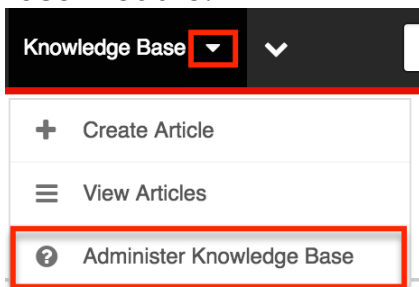 Knowledge Base
Create Article
View Articles
Administer Knowledge Base